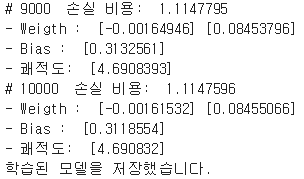 # 9000  손실 비용:  1.1147795
- Weigth :  [-0.00164946] [0.08453796]
- Bias :  [0.3132561]
- 쾌적도:  [4.6908393]
# 10000  손실 비용:  1.1147596
- Weigth :  [-0.00161532] [0.08455066]
- Bias :  [0.3118554]
- 쾌적도:  [4.690832]
학습된 모델을 저장했습니다.